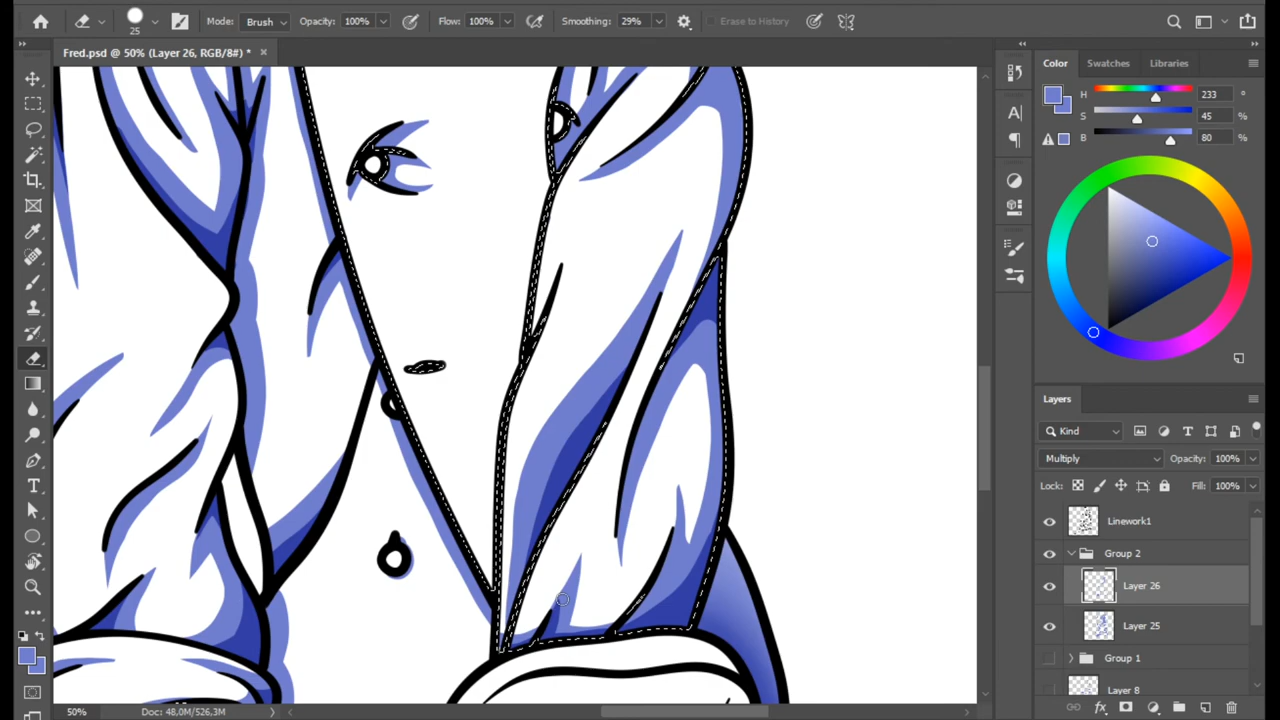 Mode: Brush Opacity: 100% Flow: 100% Smoothing: 29% Erase to History
25
Fred.psd @ 50% (Layer 26, RGB/8#) * ×
Color Swatches Libraries
H 233 °
S 45 %
B 80 %
Layers
Kind
Multiply Opacity: 100%
Lock: Fill: 100%
Linework1
Group 2
Layer 26
Layer 25
Group 1
Layer 8
50% Doc: 48,0M/526,3M